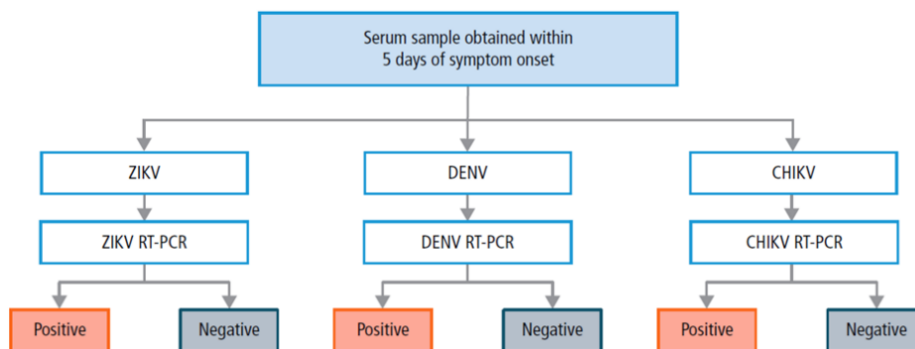 Serum sample obtained within
5 days of symptom onset
ZIKV
DENV
CHIKV
ZIKV RT-PCR
DENV RT-PCR
CHIKV RT-PCR
Positive
Negative
Positive
Negative
Positive
Negative